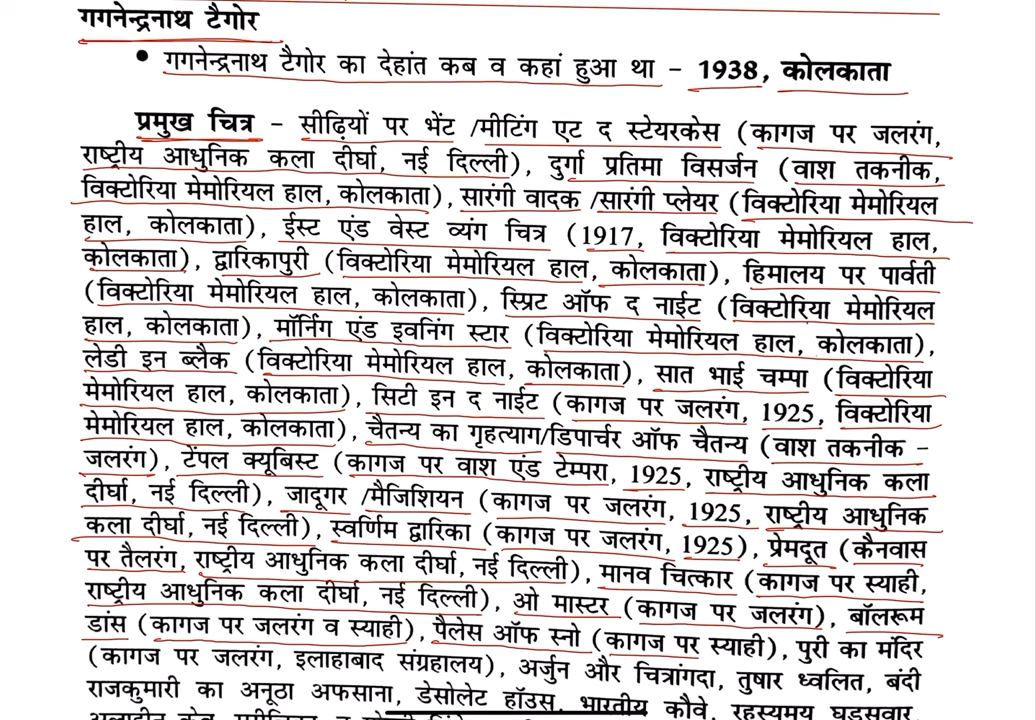 गगनेन्द्रनाथ टैगोर
• गगनेन्द्रनाथ टैगोर का देहांत कब व कहां हुआ था – 1938, कोलकाता
प्रमुख चित्र – सीढ़ियों पर भेंट /मीटिंग एट द स्टेयरकेस (कागज पर जलरंग,
राष्ट्रीय आधुनिक कला दीर्घा, नई दिल्ली), दुर्गा प्रतिमा विसर्जन (वाश तकनीक,
विक्टोरिया मेमोरियल हाल, कोलकाता), सारंगी वादक /सारंगी प्लेयर (विक्टोरिया मेमोरियल
हाल, कोलकाता), ईस्ट एंड वेस्ट व्यंग चित्र (1917, विक्टोरिया मेमोरियल हाल,
कोलकाता), द्वारिकापुरी (विक्टोरिया मेमोरियल हाल, कोलकाता), हिमालय पर पार्वती
(विक्टोरिया मेमोरियल हाल, कोलकाता), स्प्रिट ऑफ द नाईट (विक्टोरिया मेमोरियल
हाल, कोलकाता), मॉर्निंग एंड इवनिंग स्टार (विक्टोरिया मेमोरियल हाल, कोलकाता),
लेडी इन ब्लैक (विक्टोरिया मेमोरियल हाल, कोलकाता), सात भाई चम्पा (विक्टोरिया
मेमोरियल हाल, कोलकाता), सिटी इन द नाईट (कागज पर जलरंग, 1925, विक्टोरिया
मेमोरियल हाल, कोलकाता), चैतन्य का गृहत्याग/डिपार्चर ऑफ चैतन्य (वाश तकनीक –
जलरंग), टेंपल क्यूबिस्ट (कागज पर वाश एंड टेम्परा, 1925, राष्ट्रीय आधुनिक कला
दीर्घा, नई दिल्ली), जादूगर /मैजिशियन (कागज पर जलरंग, 1925, राष्ट्रीय आधुनिक
कला दीर्घा, नई दिल्ली), स्वर्णिम द्वारिका (कागज पर जलरंग, 1925), प्रेमदूत (कैनवास
पर तैलरंग, राष्ट्रीय आधुनिक कला दीर्घा, नई दिल्ली), मानव चित्कार (कागज पर स्याही,
राष्ट्रीय आधुनिक कला दीर्घा, नई दिल्ली), ओ मास्टर (कागज पर जलरंग), बॉलरूम
डांस (कागज पर जलरंग व स्याही), पैलेस ऑफ स्नो (कागज पर स्याही), पुरी का मंदिर
(कागज पर जलरंग, इलाहाबाद संग्रहालय), अर्जुन और चित्रांगदा, तुषार ध्वलित, बंदी
राजकुमारी का अनूठा अफसाना, डेसोलेट हॉउस, भारतीय कौवे, रहस्यमय घुड़सवार,